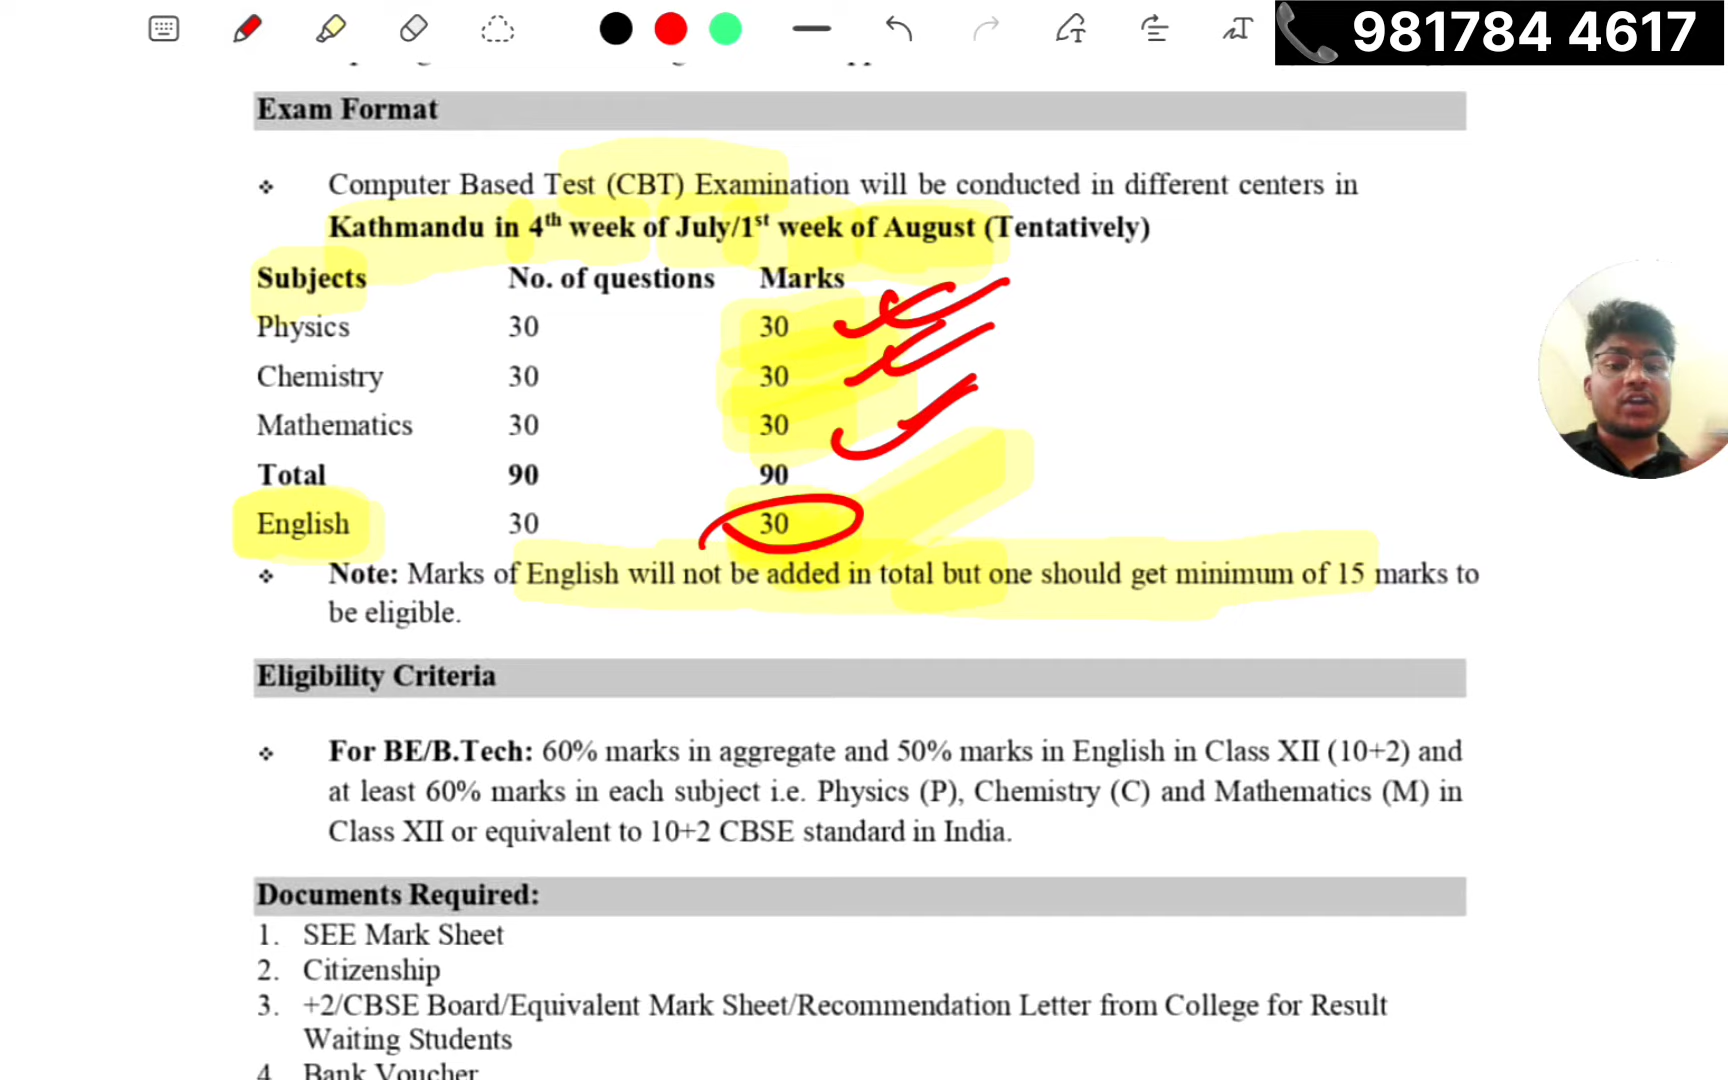 981784 4617
Exam Format
❖ Computer Based Test (CBT) Examination will be conducted in different centers in
Kathmandu in 4th week of July/1st week of August (Tentatively)
Subjects No. of questions Marks
Physics 30 30
Chemistry 30 30
Mathematics 30 30
Total 90 90
English 30 30
❖ Note: Marks of English will not be added in total but one should get minimum of 15 marks to
be eligible.
Eligibility Criteria
❖ For BE/B.Tech: 60% marks in aggregate and 50% marks in English in Class XII (10+2) and
at least 60% marks in each subject i.e. Physics (P), Chemistry (C) and Mathematics (M) in
Class XII or equivalent to 10+2 CBSE standard in India.
Documents Required:
1. SEE Mark Sheet
2. Citizenship
3. +2/CBSE Board/Equivalent Mark Sheet/Recommendation Letter from College for Result
Waiting Students
4. Bank Voucher